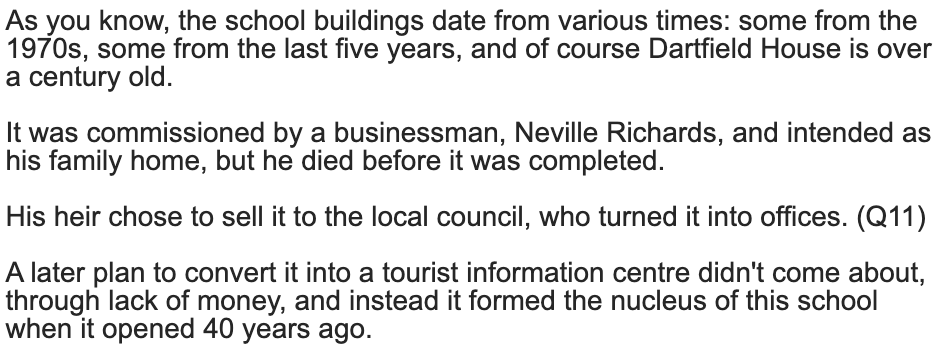 As you know, the school buildings date from various times: some from the
1970s, some from the last five years, and of course Dartfield House is over
a century old.
It was commissioned by a businessman, Neville Richards, and intended as
his family home, but he died before it was completed.
His heir chose to sell it to the local council, who turned it into offices. (Q11)
A later plan to convert it into a tourist information centre didn't come about,
through lack of money, and instead it formed the nucleus of this school
when it opened 40 years ago.